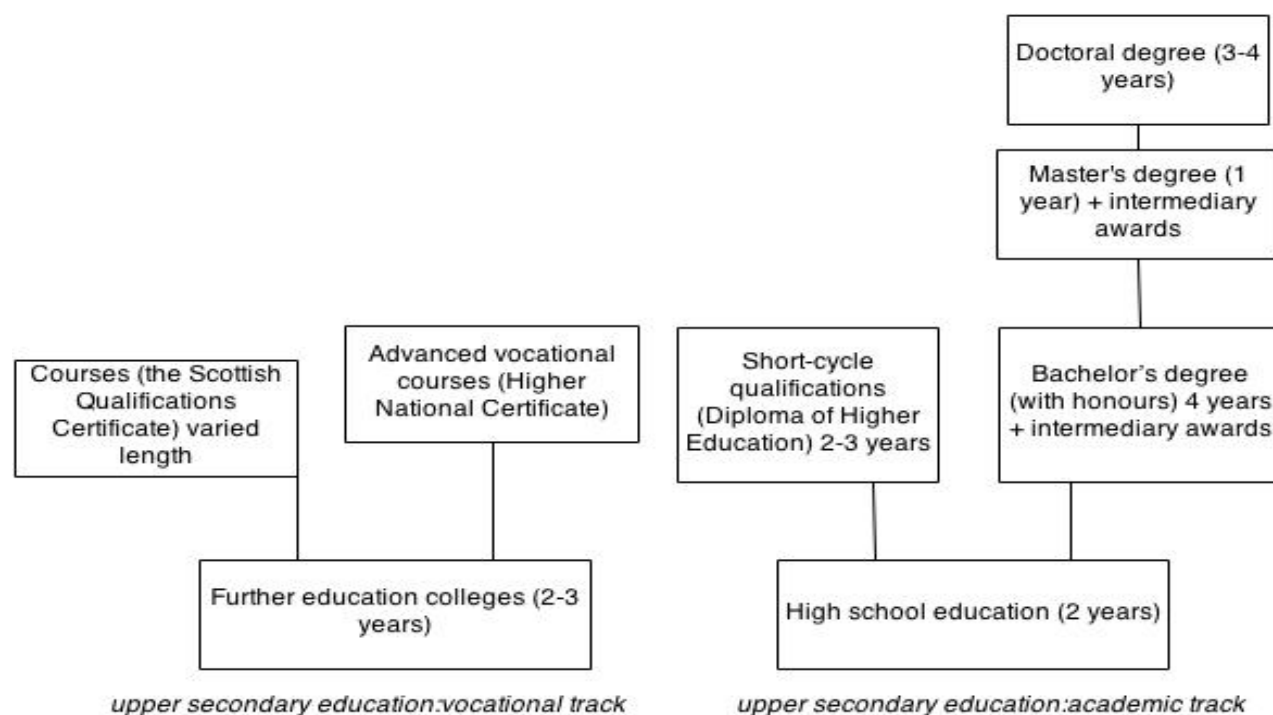 Doctoral degree (3-4
years)
Master's degree (1
year) + intermediary
awards
Courses (the Scottish
Qualifications
Certificate) varied
length
Advanced vocational
courses (Higher
National Certificate)
Short-cycle
qualifications
(Diploma of Higher
Education) 2-3 years
Bachelor’s degree
(with honours) 4 years
+ intermediary awards
Further education colleges (2-3
years)
High school education (2 years)
upper secondary education:vocational track
upper secondary education:academic track